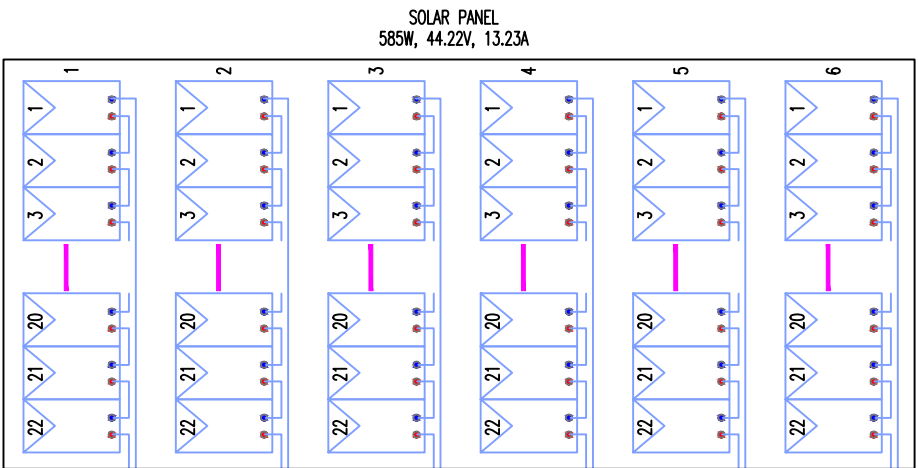 SOLAR PANEL
585W, 44.22V, 13.23A
1 2 3 4 5 6
1 1 1 1 1 1
2 2 2 2 2 2
3 3 3 3 3 3
20 20 20 20 20 20
21 21 21 21 21 21
22 22 22 22 22 22